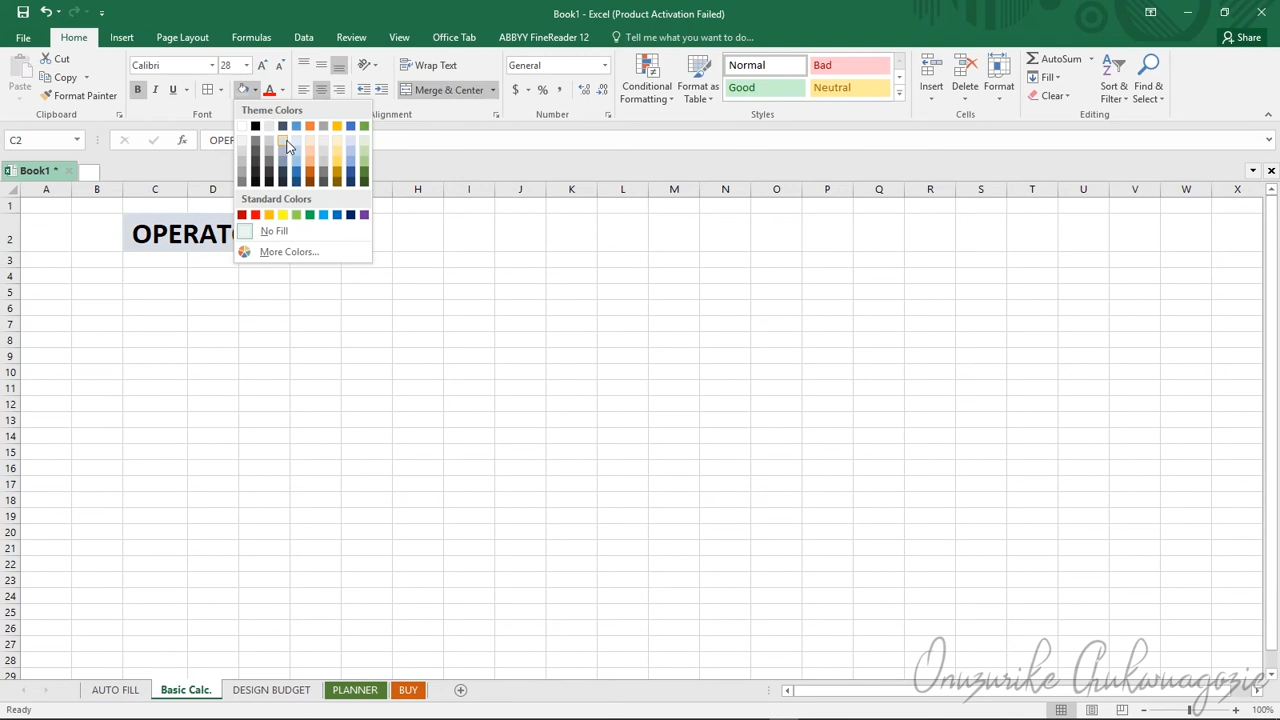 Book1 - Excel (Product Activation Failed)
File Home Insert Page Layout Formulas Data Review View Office Tab ABBYY FineReader 12 Tell me what you want to do... Share
Paste Cut Copy Format Painter Clipboard
Calibri 28 B I U Font
Wrap Text Merge & Center Alignment
General $ % ,
Conditional Formatting Format as Table Normal Bad Good Neutral Styles
Insert Delete Format Cells
AutoSum Fill Clear Sort & Filter Find & Select Editing
C2 fx OPER
Theme Colors
Standard Colors
No Fill
More Colors...
Book1 *
A B C D H I J K L M N O P Q R S T U V W X
1
2 OPERAT
3
4
5
6
7
8
9
10
11
12
13
14
15
16
17
18
19
20
21
22
23
24
25
26
27
28
29
AUTO FILL Basic Calc. DESIGN BUDGET PLANNER BUY
Onuzurike Chukwuagozie
Ready 100%